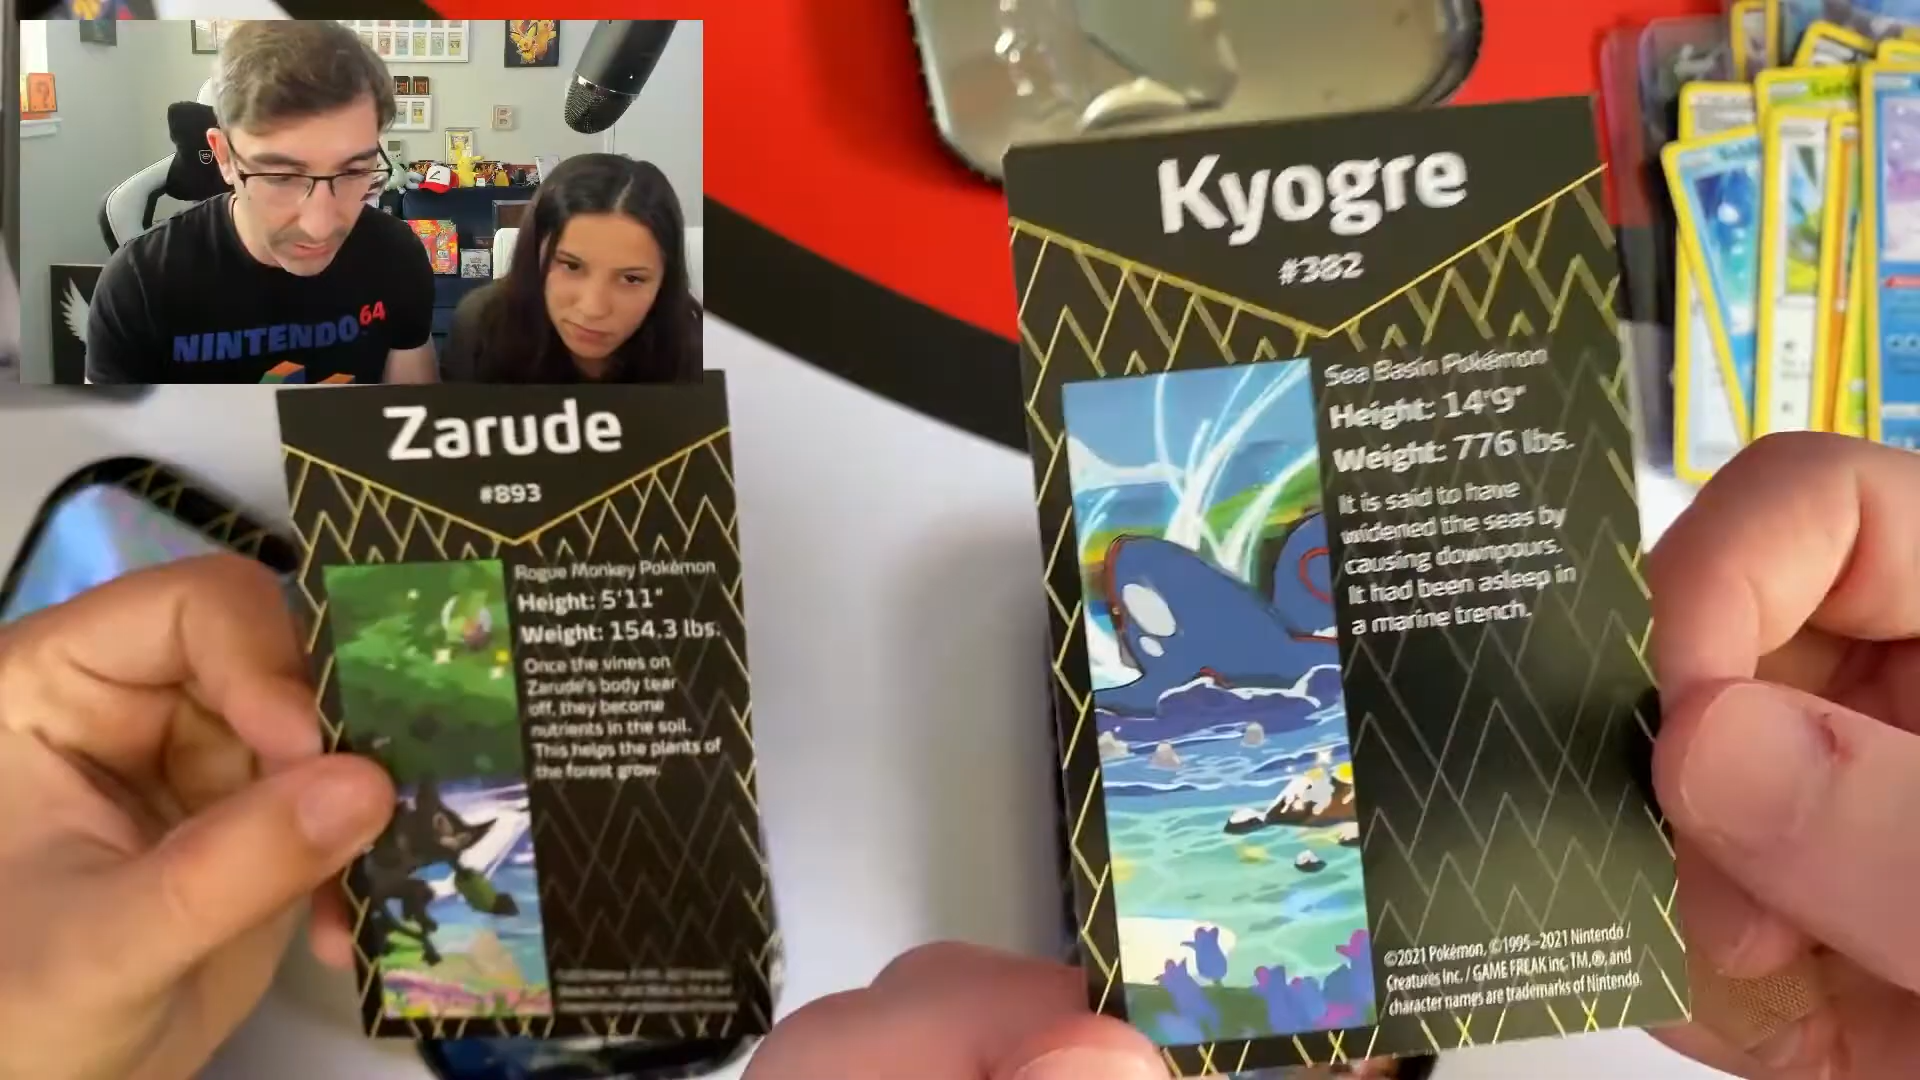 NINTENDO 64
Zarude
#893
Rogue Monkey Pokémon
Height: 5'11"
Weight: 154.3 lbs.
Once the vines on
Zarude's body tear
off, they become
nutrients in the soil.
This helps the plants of
the forest grow.
Kyogre
#382
Sea Basin Pokémon
Height: 14'9"
Weight: 776 lbs.
It is said to have
widened the seas by
causing downpours.
It had been asleep in
a marine trench.
©2021 Pokémon. ©1995–2021 Nintendo /
Creatures Inc. / GAME FREAK inc. TM, ®, and
character names are trademarks of Nintendo.